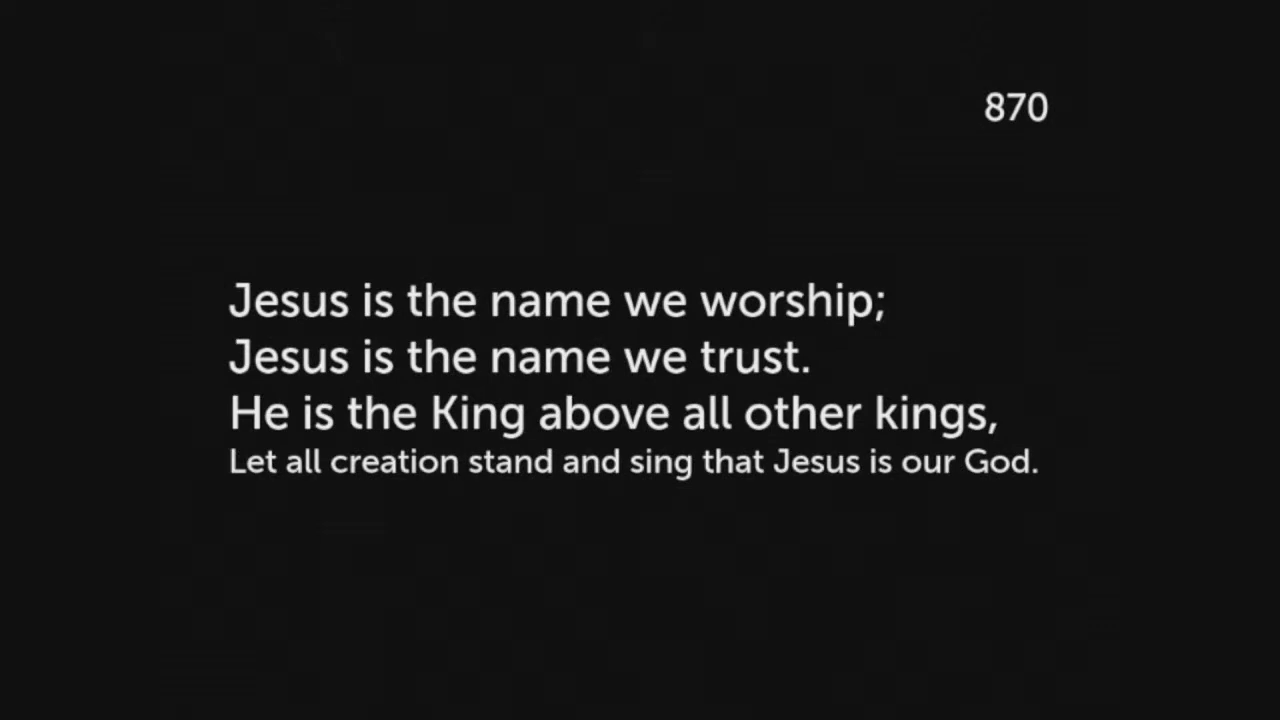 870
Jesus is the name we worship;
Jesus is the name we trust.
He is the King above all other kings,
Let all creation stand and sing that Jesus is our God.